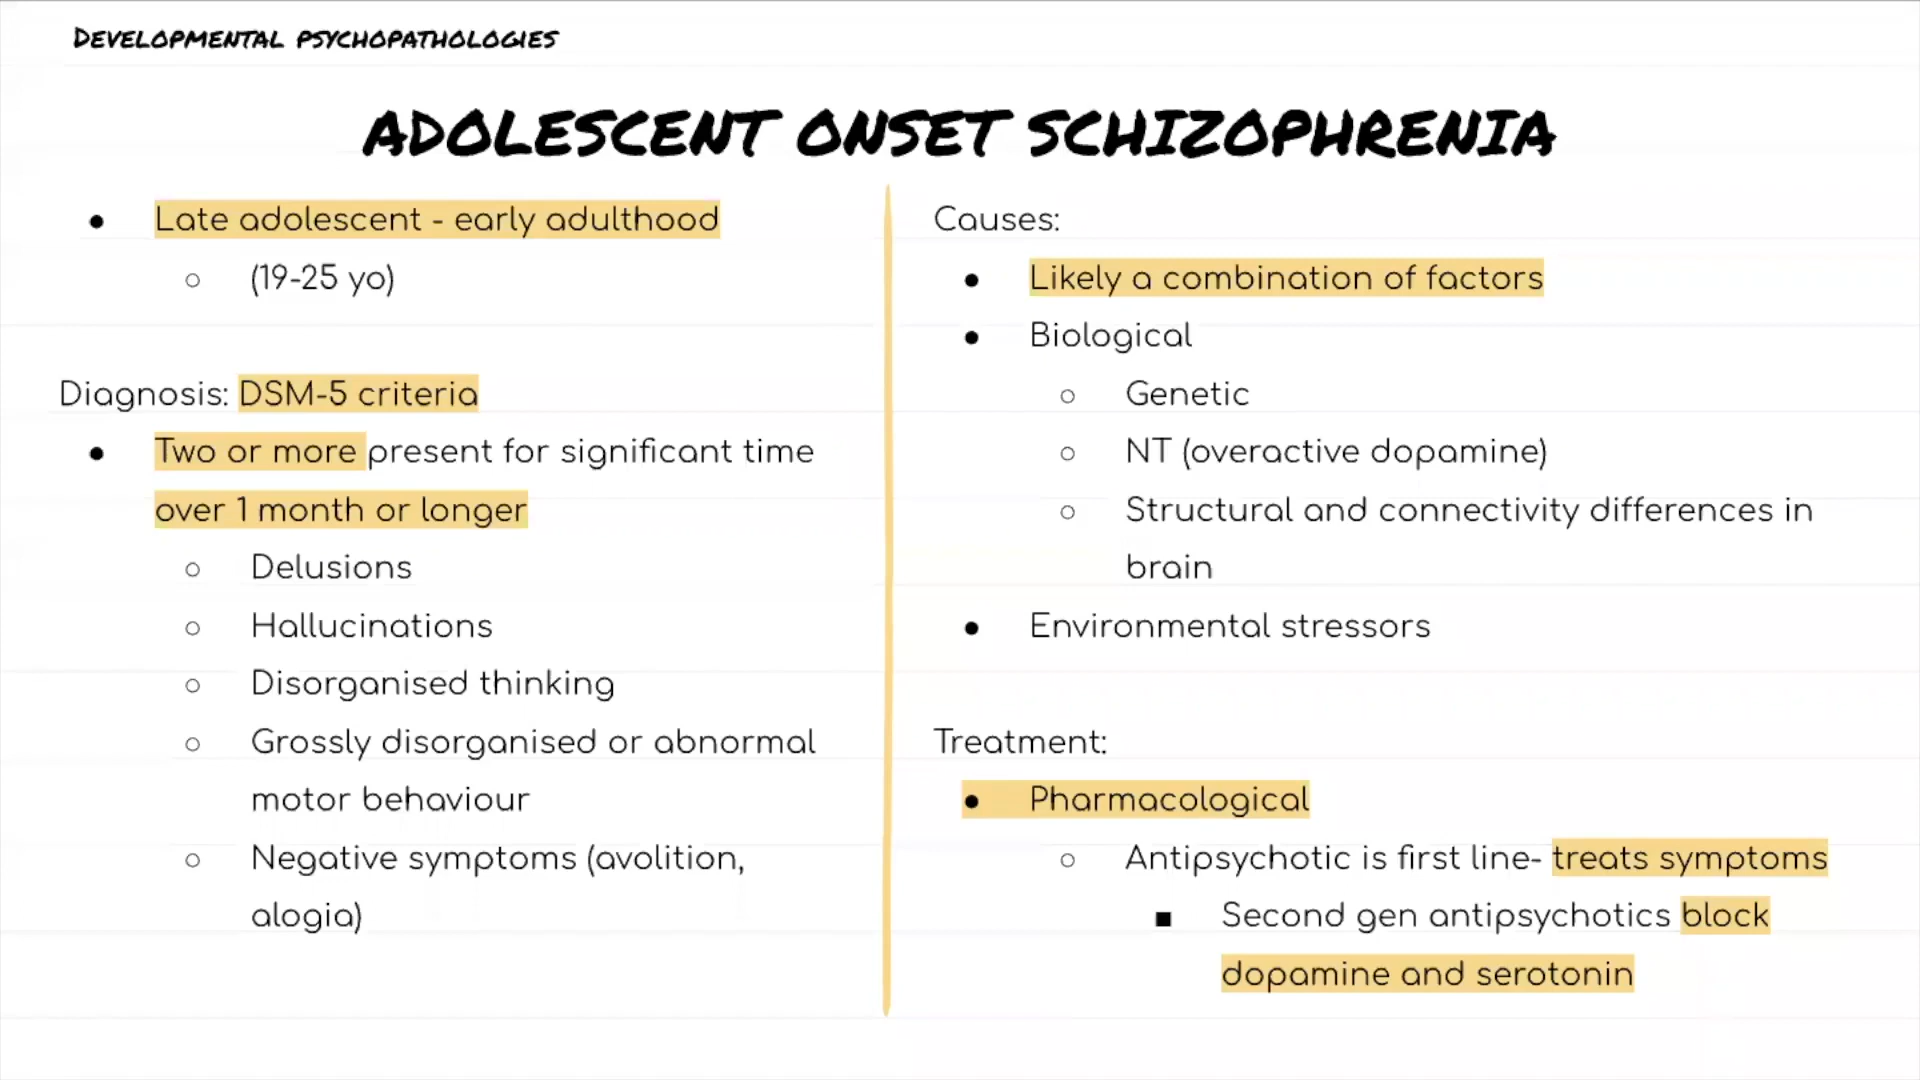 Developmental psychopathologies
ADOLESCENT ONSET SCHIZOPHRENIA
● Late adolescent - early adulthood
○ (19-25 yo)
Diagnosis: DSM-5 criteria
● Two or more present for significant time
over 1 month or longer
○ Delusions
○ Hallucinations
○ Disorganised thinking
○ Grossly disorganised or abnormal
motor behaviour
○ Negative symptoms (avolition,
alogia)
Causes:
● Likely a combination of factors
● Biological
○ Genetic
○ NT (overactive dopamine)
○ Structural and connectivity differences in
brain
● Environmental stressors
Treatment:
● Pharmacological
○ Antipsychotic is first line- treats symptoms
■ Second gen antipsychotics block
dopamine and serotonin